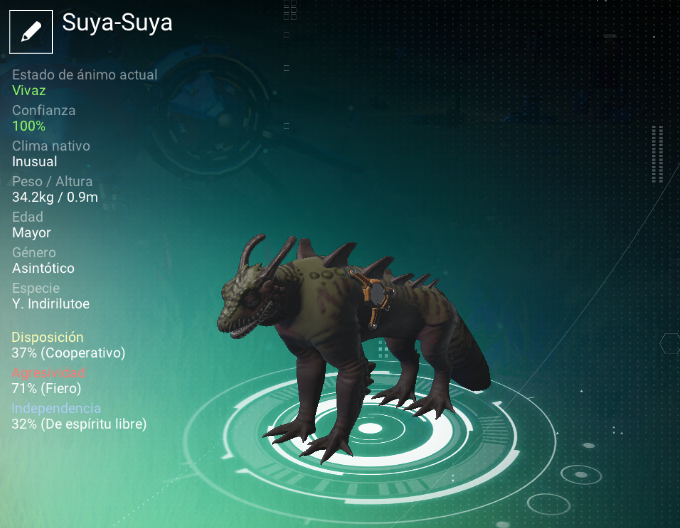 Suya-Suya
Estado de ánimo actual
Vivaz
Confianza
100%
Clima nativo
Inusual
Peso / Altura
34.2kg / 0.9m
Edad
Mayor
Género
Asintótico
Especie
Y. Indirilutoe
Disposición
37% (Cooperativo)
Agresividad
71% (Fiero)
Independencia
32% (De espíritu libre)